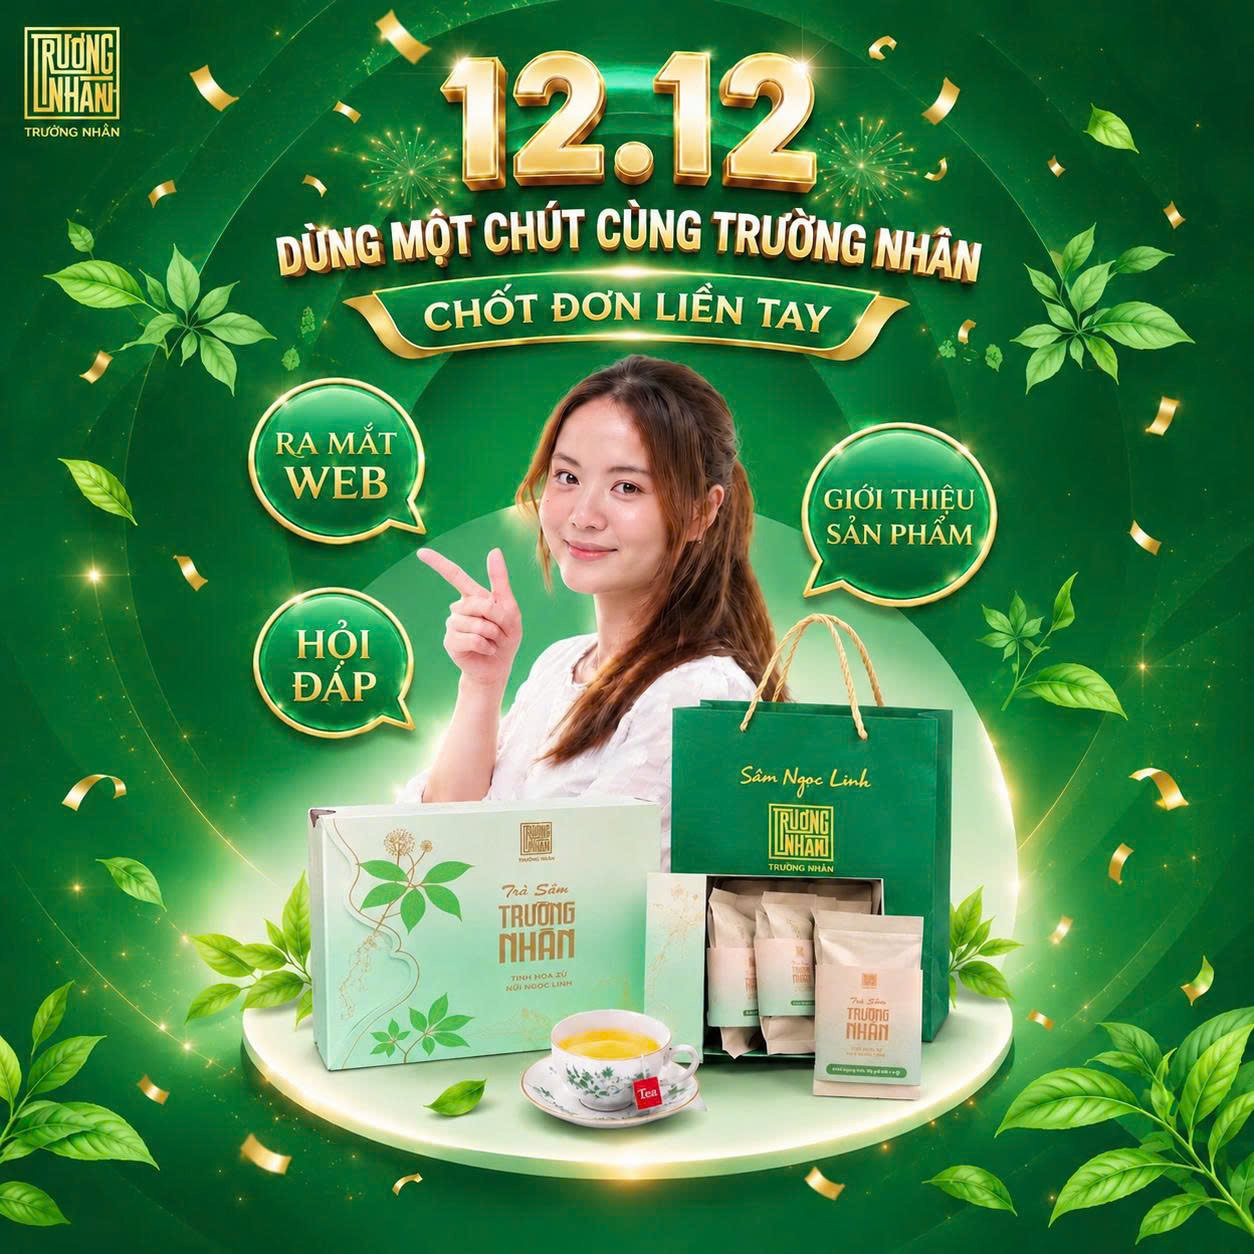 TRƯỜNG
NHÂN
TRƯỜNG NHÂN
12.12
DỪNG MỘT CHÚT CÙNG TRƯỜNG NHÂN
CHỐT ĐƠN LIỀN TAY
RA MẮT
WEB
GIỚI THIỆU
SẢN PHẨM
HỎI
ĐÁP
Sâm Ngọc Linh
TRƯỜNG
NHÂN
TRƯỜNG NHÂN
TRƯỜNG
NHÂN
TRƯỜNG NHÂN
Trà Sâm
TRƯỜNG
NHÂN
TINH HOA TỪ
NÚI NGỌC LINH
Trà Sâm
TRƯỜNG
NHÂN
Tea